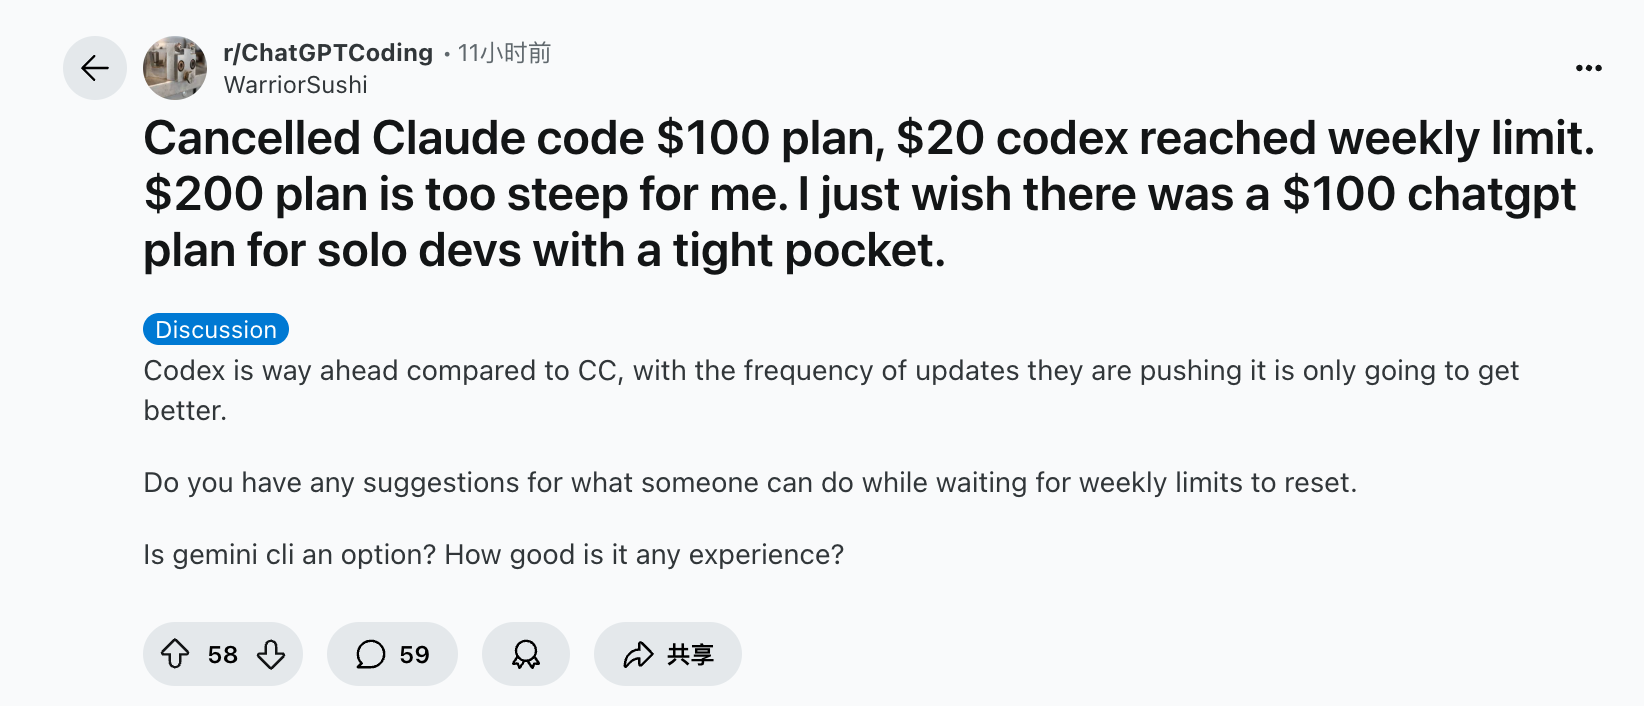 r/ChatGPTCoding • 11小时前
WarriorSushi
Cancelled Claude code $100 plan, $20 codex reached weekly limit.
$200 plan is too steep for me. I just wish there was a $100 chatgpt
plan for solo devs with a tight pocket.
Discussion
Codex is way ahead compared to CC, with the frequency of updates they are pushing it is only going to get
better.
Do you have any suggestions for what someone can do while waiting for weekly limits to reset.
Is gemini cli an option? How good is it any experience?
58 59 共享